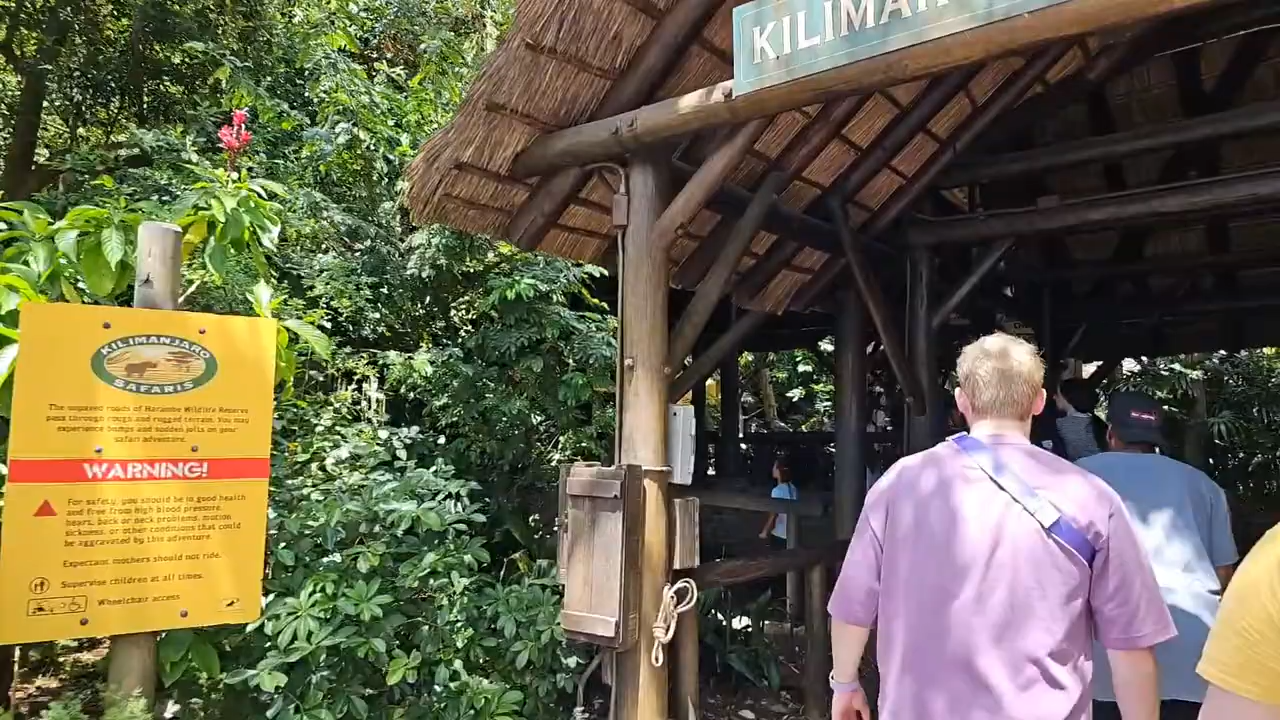 KILIMAN
KILIMANJARO
SAFARIS
The unpaved roads of Harambe Wildlife Reserve
pass through rough and rugged terrain. You may
experience bumps and sudden jolts on your
safari adventure.
WARNING!
For safety, you should be in good health
and free from high blood pressure,
heart, back or neck problems, motion
sickness, or other conditions that could
be aggravated by this adventure.
Expectant mothers should not ride.
Supervise children at all times.
Wheelchair access